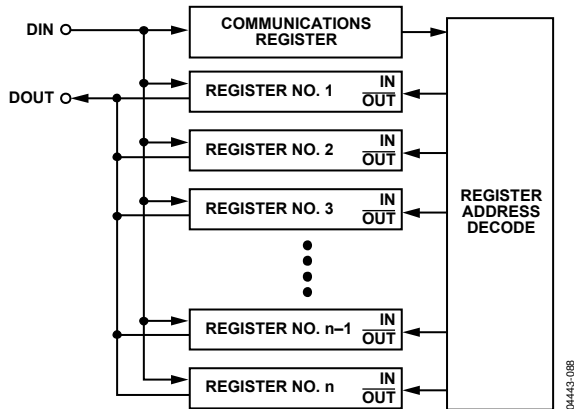 DIN
COMMUNICATIONS
REGISTER
DOUT
REGISTER NO. 1
IN
OUT
REGISTER NO. 2
IN
OUT
REGISTER NO. 3
IN
OUT
REGISTER NO. n–1
IN
OUT
REGISTER NO. n
IN
OUT
REGISTER
ADDRESS
DECODE
04443-088